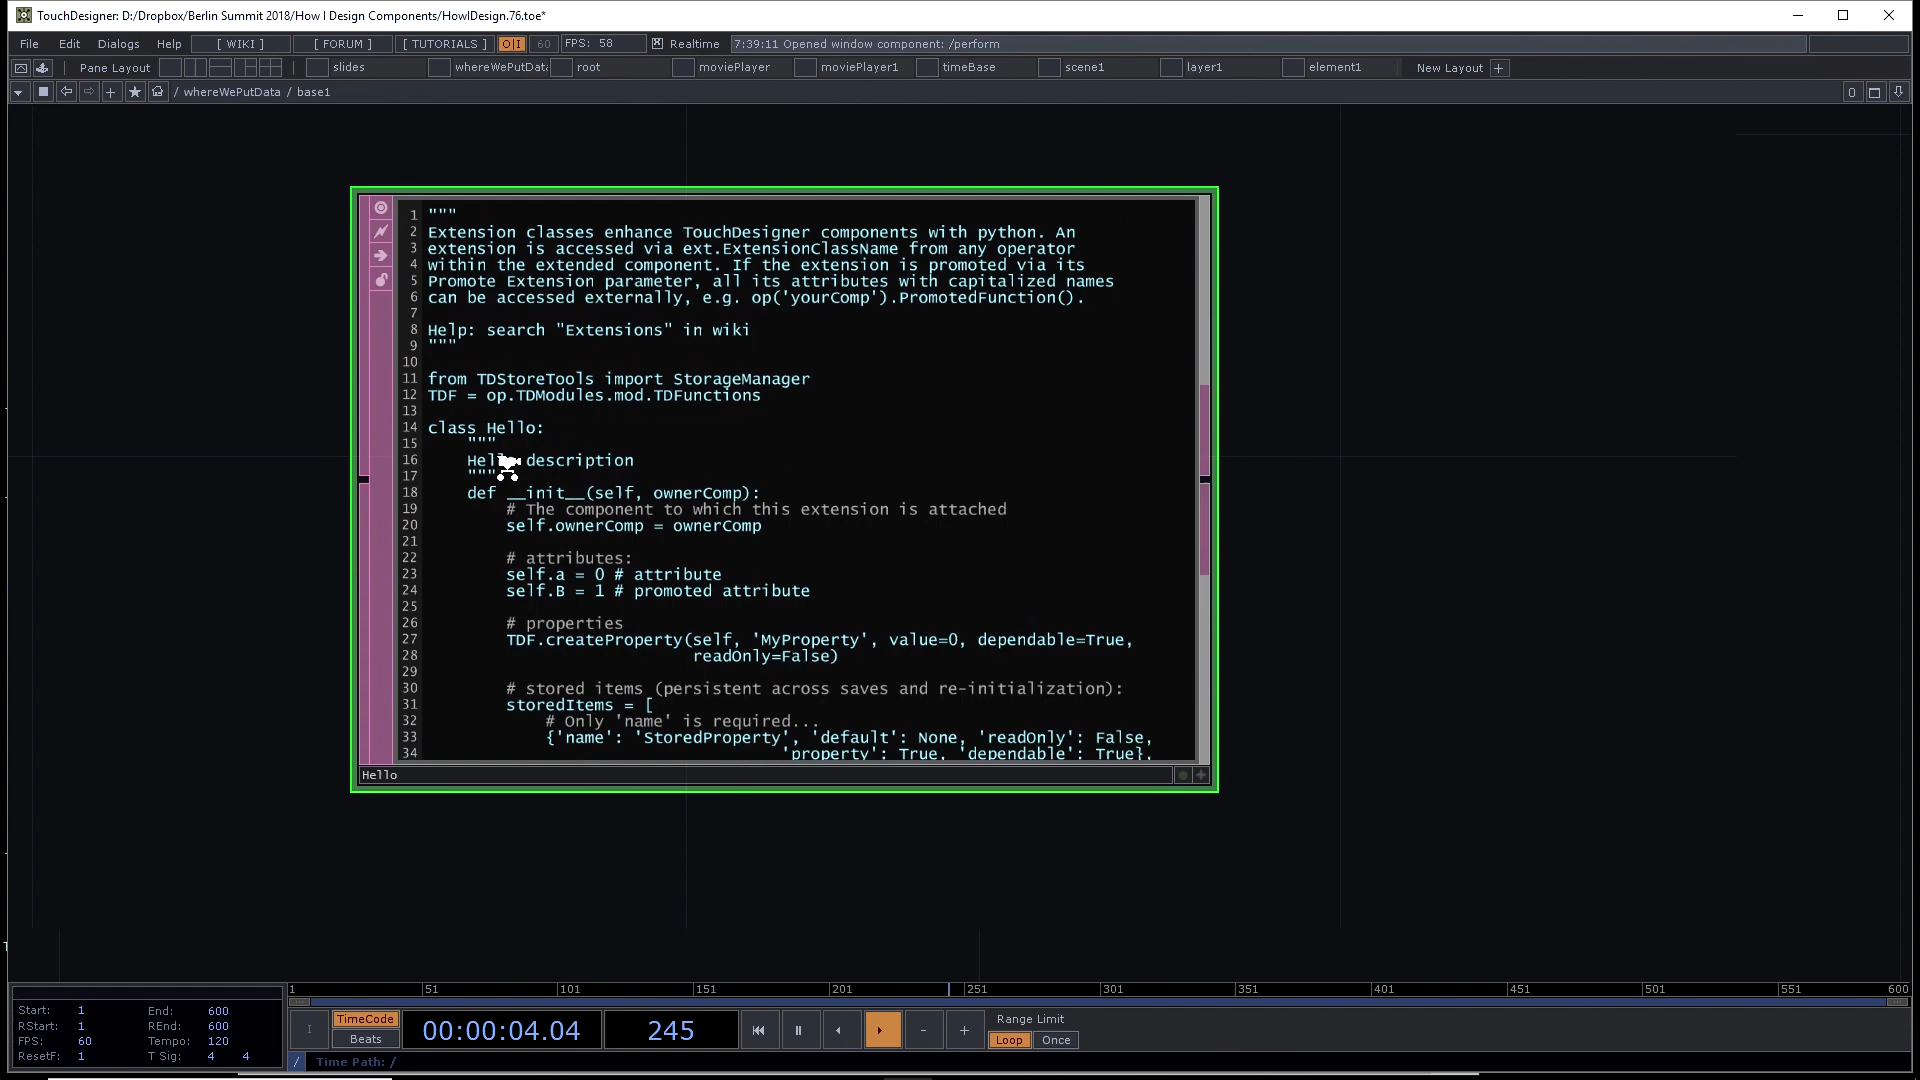 TouchDesigner: D:/Dropbox/Berlin Summit 2018/How I Design Components/HowIDesign.76.toe*
File Edit Dialogs Help [ WIKI ] [ FORUM ] [ TUTORIALS ] O|I 60 FPS: 58 Realtime 7:39:11 Opened window component: /perform
Pane Layout slides whereWePutData root moviePlayer moviePlayer1 timeBase scene1 layer1 element1 New Layout +
/ whereWePutData / base1 0
1 """
2 Extension classes enhance TouchDesigner components with python. An
3 extension is accessed via ext.ExtensionClassName from any operator
4 within the extended component. If the extension is promoted via its
5 Promote Extension parameter, all its attributes with capitalized names
6 can be accessed externally, e.g. op('yourComp').PromotedFunction().
7
8 Help: search "Extensions" in wiki
9 """
10
11 from TDStoreTools import StorageManager
12 TDF = op.TDModules.mod.TDFunctions
13
14 class Hello:
15 """
16 Hello description
17 """
18 def __init__(self, ownerComp):
19 # The component to which this extension is attached
20 self.ownerComp = ownerComp
21
22 # attributes:
23 self.a = 0 # attribute
24 self.B = 1 # promoted attribute
25
26 # properties
27 TDF.createProperty(self, 'MyProperty', value=0, dependable=True,
28 readOnly=False)
29
30 # stored items (persistent across saves and re-initialization):
31 storedItems = [
32 # Only 'name' is required...
33 {'name': 'StoredProperty', 'default': None, 'readOnly': False,
34 'property': True, 'dependable': True},
Hello
1 51 101 151 201 251 301 351 401 451 501 551 600
Start: 1 End: 600
RStart: 1 REnd: 600
FPS: 60 Tempo: 120
ResetF: 1 T Sig: 4 4
I TimeCode Beats 00:00:04.04 245 - + Range Limit Loop Once
/ Time Path: /